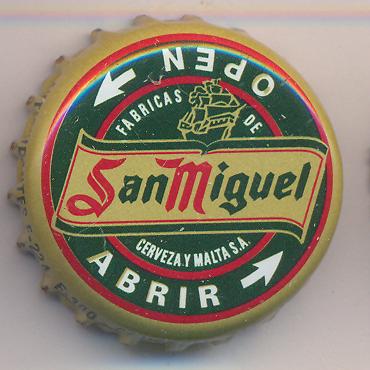 OPEN
FABRICAS DE
San Miguel
CERVEZA Y MALTA S.A.
ABRIR